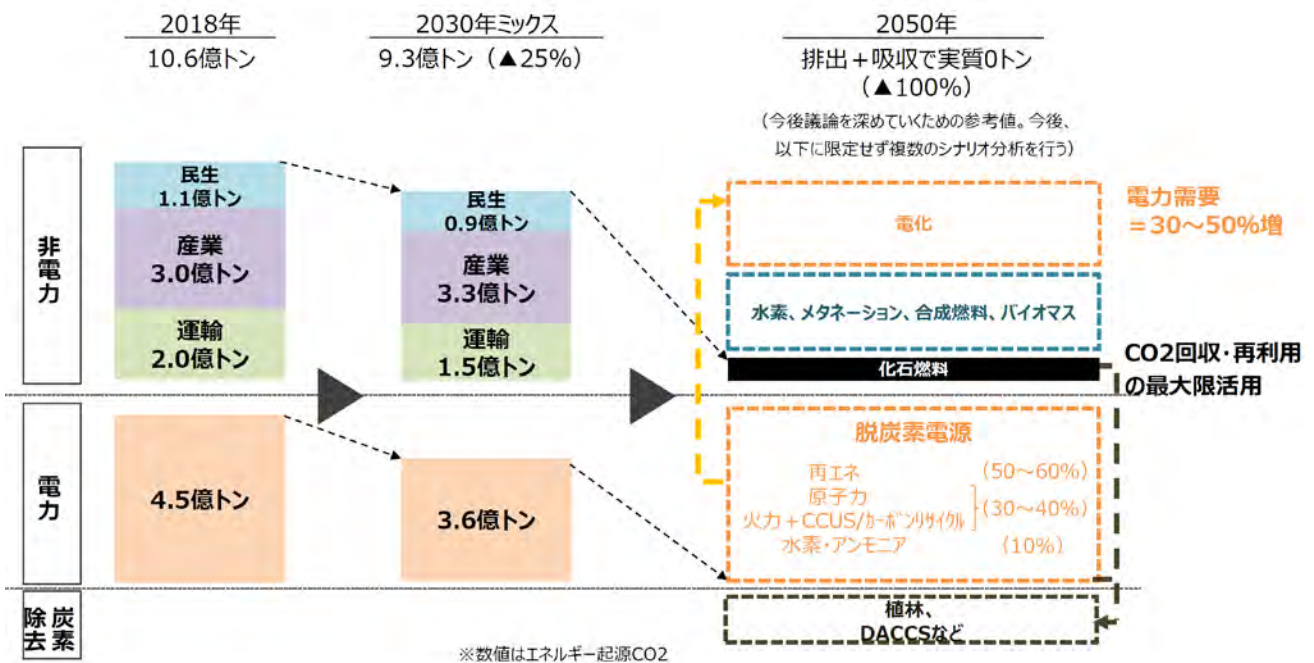 2018年
10.6億トン
2030年ミックス
9.3億トン（▲25%）
2050年
排出＋吸収で実質0トン
（▲100%）
（今後議論を深めていくための参考値。今後、
以下に限定せず複数のシナリオ分析を行う）
非電力
民生
1.1億トン
産業
3.0億トン
運輸
2.0億トン
民生
0.9億トン
産業
3.3億トン
運輸
1.5億トン
電化
水素、メタネーション、合成燃料、バイオマス
化石燃料
電力需要
＝30～50%増
CO2回収・再利用
の最大限活用
電力
4.5億トン
3.6億トン
脱炭素電源
再エネ （50～60%）
原子力
火力＋CCUS/ｶｰﾎﾞﾝﾘｻｲｸﾙ （30～40%）
水素・アンモニア （10%）
炭素除去
植林、
DACCSなど
※数値はエネルギー起源CO2